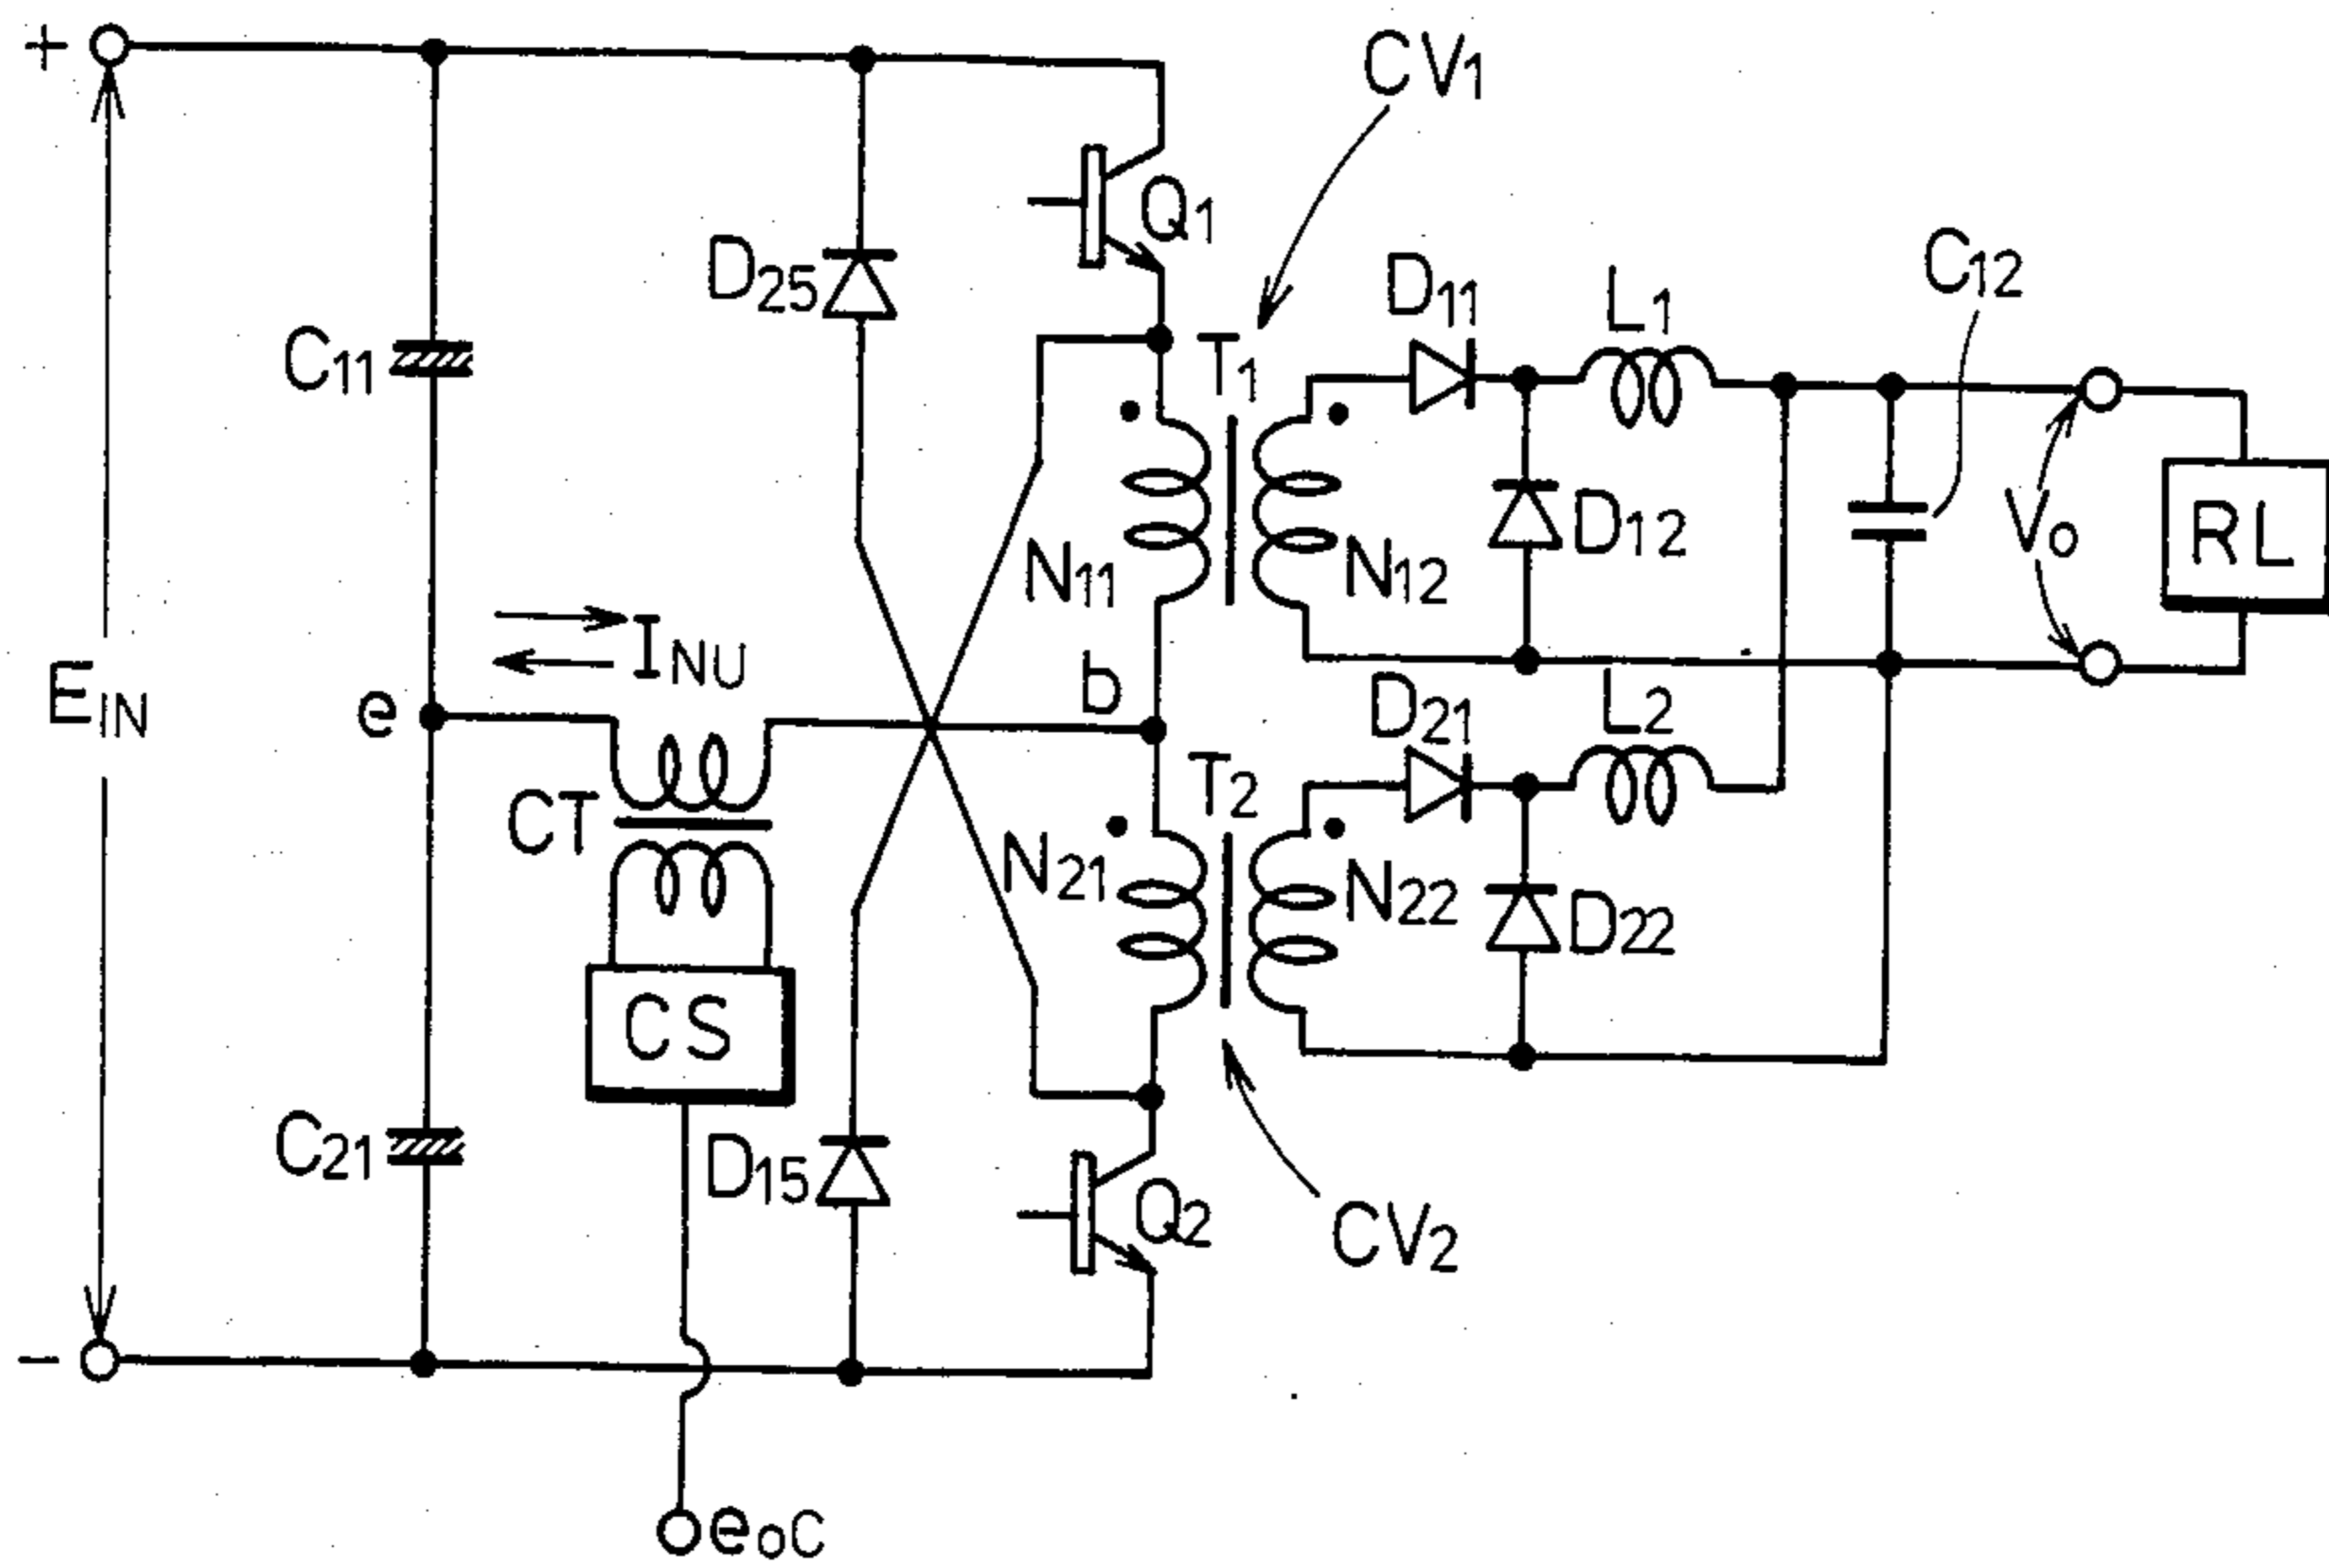 +
CV1
Q1
D25
D11
L1
C12
C11
T1
D12
Vo
RL
N11
N12
INU
b
EIN
e
D21
L2
T2
CT
N21
N22
D22
CS
C21
D15
Q2
CV2
-
eoC